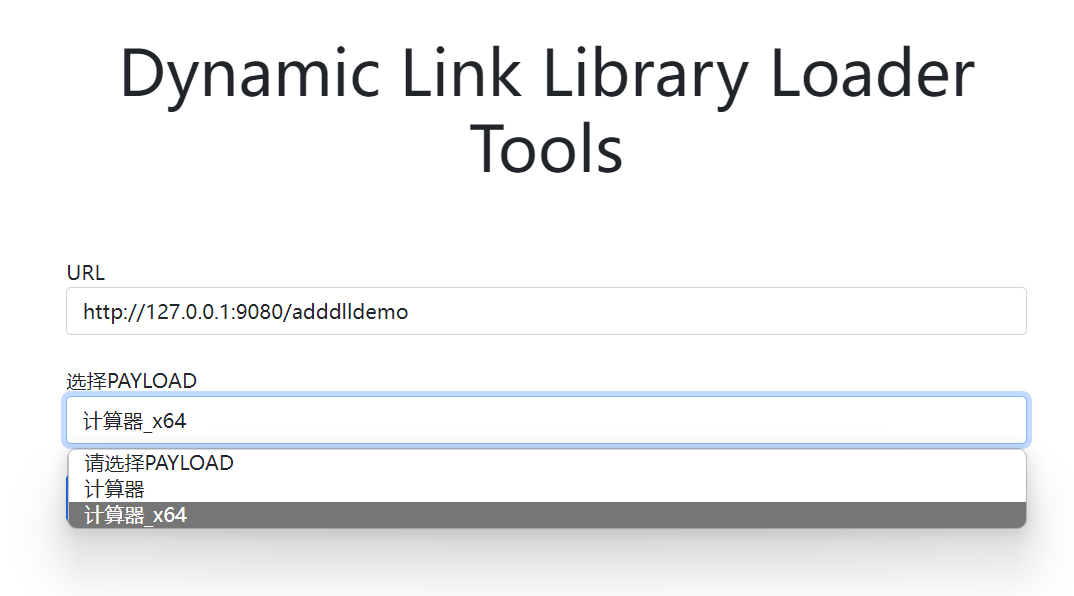 Dynamic Link Library Loader
Tools
URL
http://127.0.0.1:9080/adddlldemo
选择PAYLOAD
计算器_x64
请选择PAYLOAD
计算器
计算器_x64